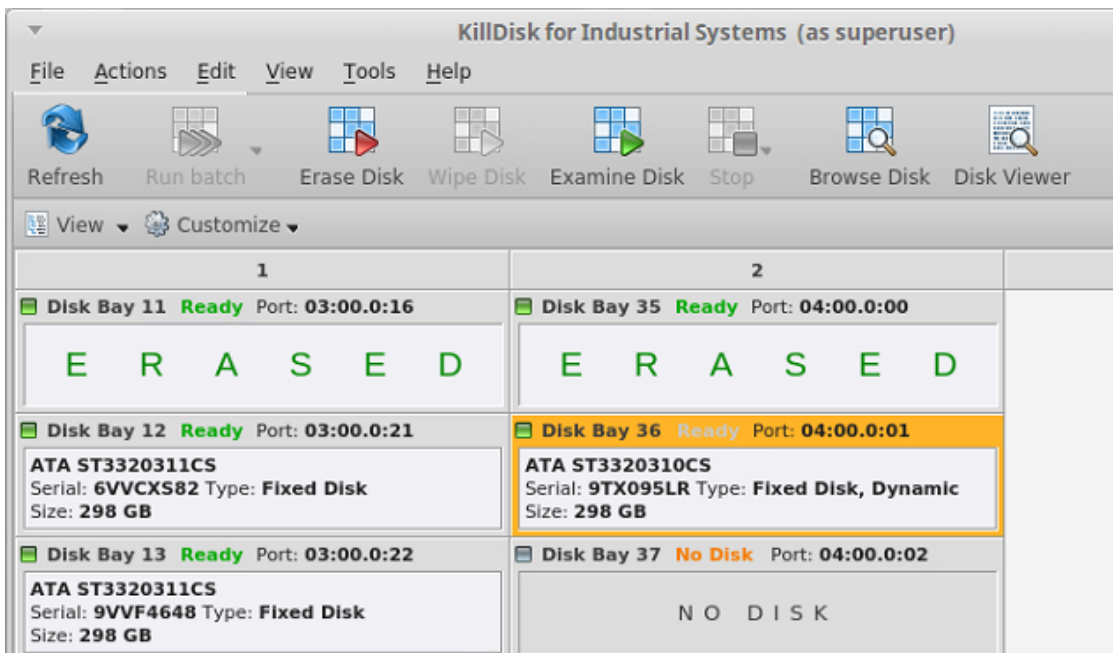 KillDisk for Industrial Systems (as superuser)
File Actions Edit View Tools Help
Refresh Run batch Erase Disk Wipe Disk Examine Disk Stop Browse Disk Disk Viewer
View Customize
1 2
Disk Bay 11 Ready Port: 03:00.0:16
E R A S E D
Disk Bay 35 Ready Port: 04:00.0:00
E R A S E D
Disk Bay 12 Ready Port: 03:00.0:21
ATA ST3320311CS
Serial: 6VVCXS82 Type: Fixed Disk
Size: 298 GB
Disk Bay 36 Ready Port: 04:00.0:01
ATA ST3320310CS
Serial: 9TX095LR Type: Fixed Disk, Dynamic
Size: 298 GB
Disk Bay 13 Ready Port: 03:00.0:22
ATA ST3320311CS
Serial: 9VVF4648 Type: Fixed Disk
Size: 298 GB
Disk Bay 37 No Disk Port: 04:00.0:02
NO DISK